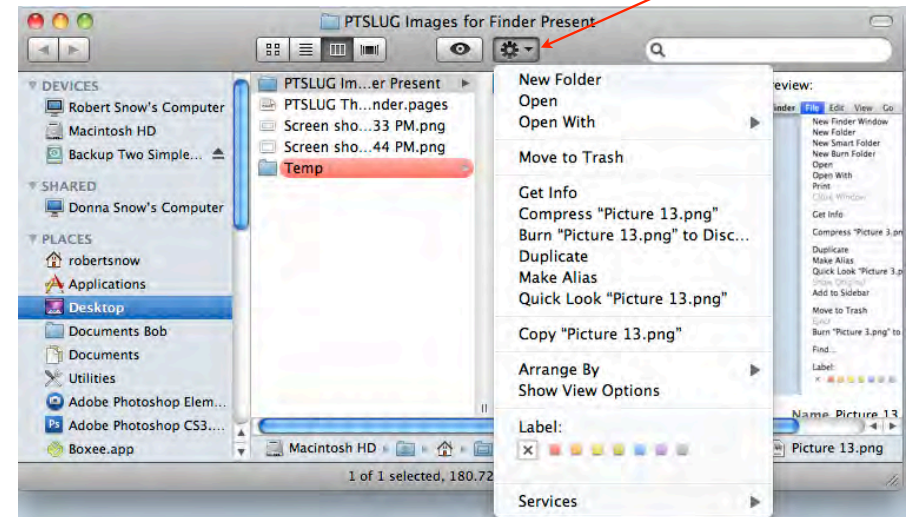 PTSLUG Images for Finder Present
DEVICES
Robert Snow's Computer
Macintosh HD
Backup Two Simple...
SHARED
Donna Snow's Computer
PLACES
robertsnow
Applications
Desktop
Documents Bob
Documents
Utilities
Adobe Photoshop Elem...
Adobe Photoshop CS3....
Boxee.app
PTSLUG Im...er Present
PTSLUG Th...nder.pages
Screen sho...33 PM.png
Screen sho...44 PM.png
Temp
New Folder
Open
Open With
Move to Trash
Get Info
Compress "Picture 13.png"
Burn "Picture 13.png" to Disc...
Duplicate
Make Alias
Quick Look "Picture 13.png"
Copy "Picture 13.png"
Arrange By
Show View Options
Label:
Services
eview:
inder File Edit View Go
New Finder Window
New Folder
New Smart Folder
New Burn Folder
Open
Open With
Print
Close Window
Get Info
Compress "Picture 3.pn
Duplicate
Make Alias
Quick Look "Picture 3.p
Show Original
Add to Sidebar
Move to Trash
Eject
Burn "Picture 3.png" to
Find...
Label:
Name Picture 13
Macintosh HD
Picture 13.png
1 of 1 selected, 180.72